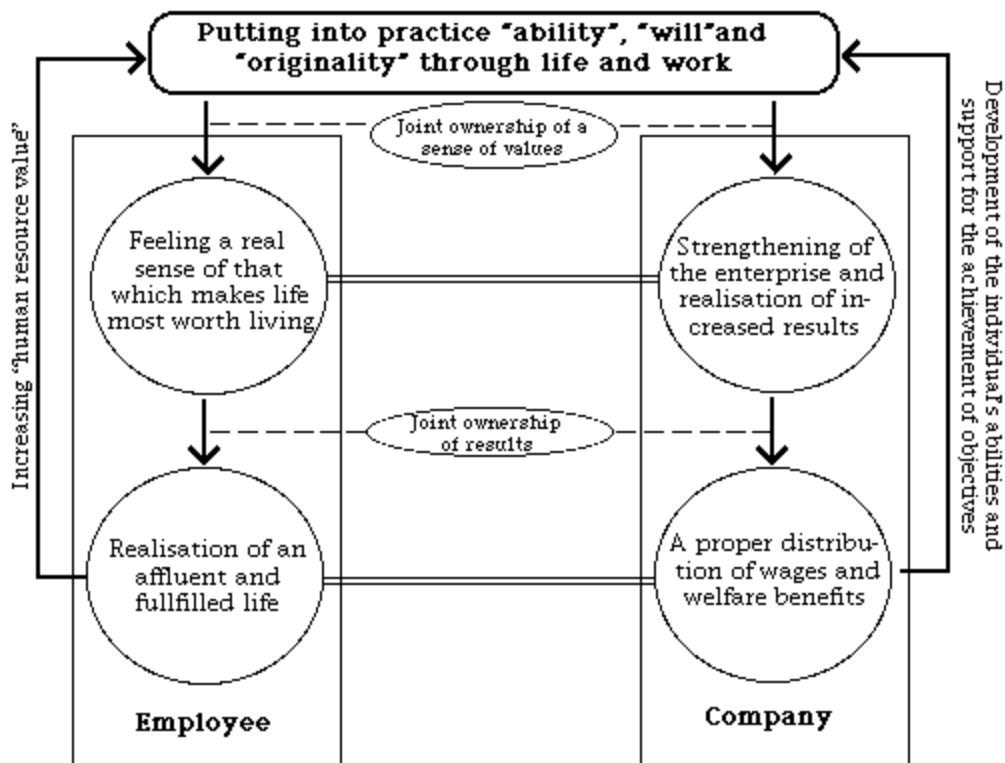 Putting into practice "ability", "will"and
"originality" through life and work
Joint ownership of a
sense of values
Increasing "human resource value"
Development of the individual's abilities and
support for the achievement of objectives
Feeling a real
sense of that
which makes life
most worth living
Strengthening of
the enterprise and
realisation of in-
creased results
Joint ownership
of results
Realisation of an
affluent and
fullfilled life
A proper distribu-
tion of wages and
welfare benefits
Employee
Company